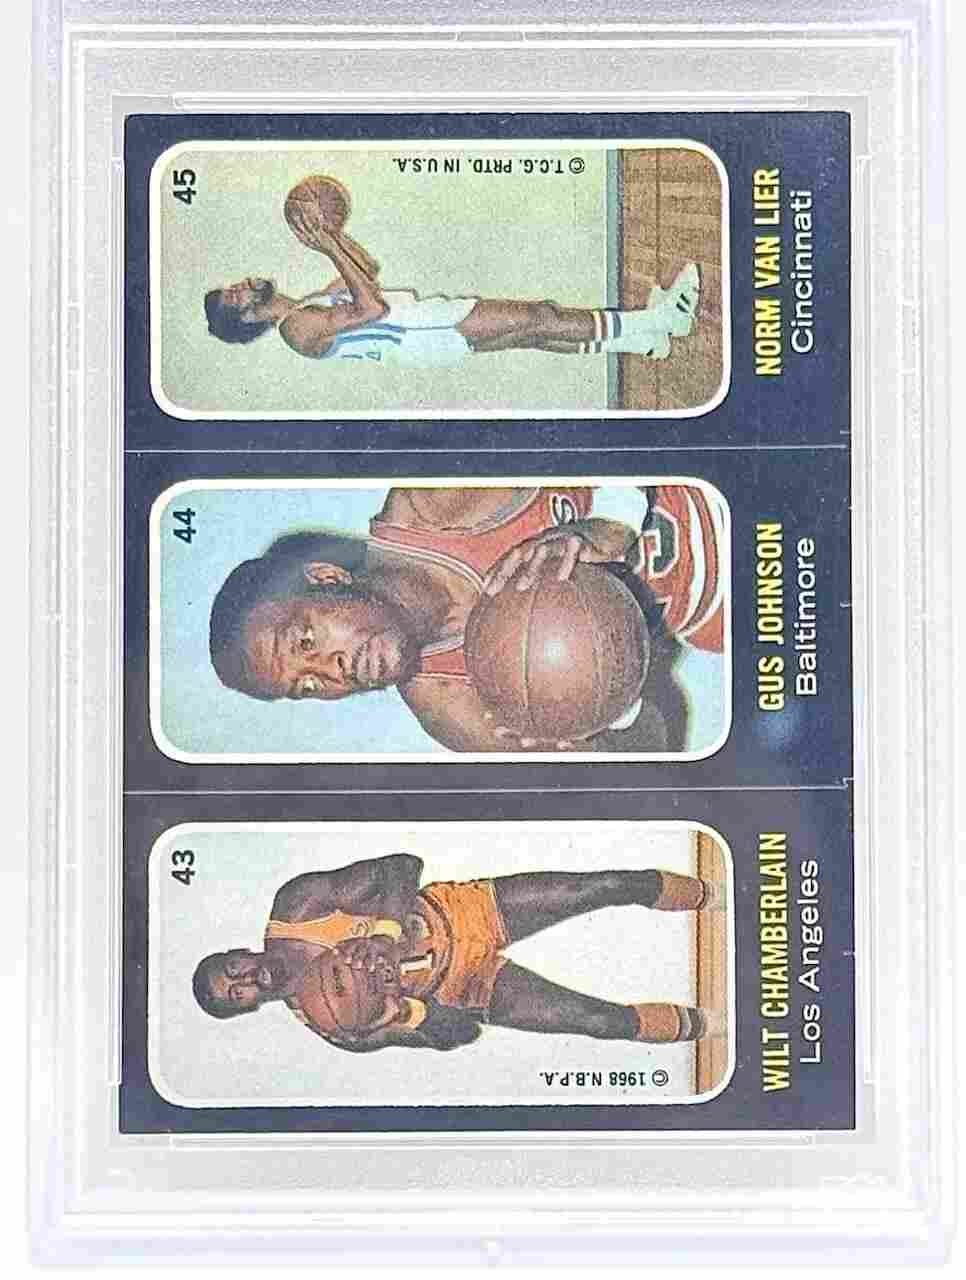 43
© 1968 N.B.P.A.
WILT CHAMBERLAIN
Los Angeles
44
GUS JOHNSON
Baltimore
45
© T.C.G. PRTD. IN U.S.A.
NORM VAN LIER
Cincinnati